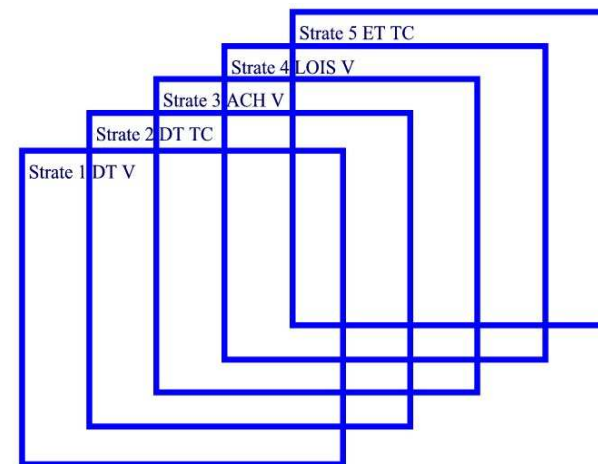 Strate 5 ET TC
Strate 4 LOIS V
Strate 3 ACH V
Strate 2 DT TC
Strate 1 DT V